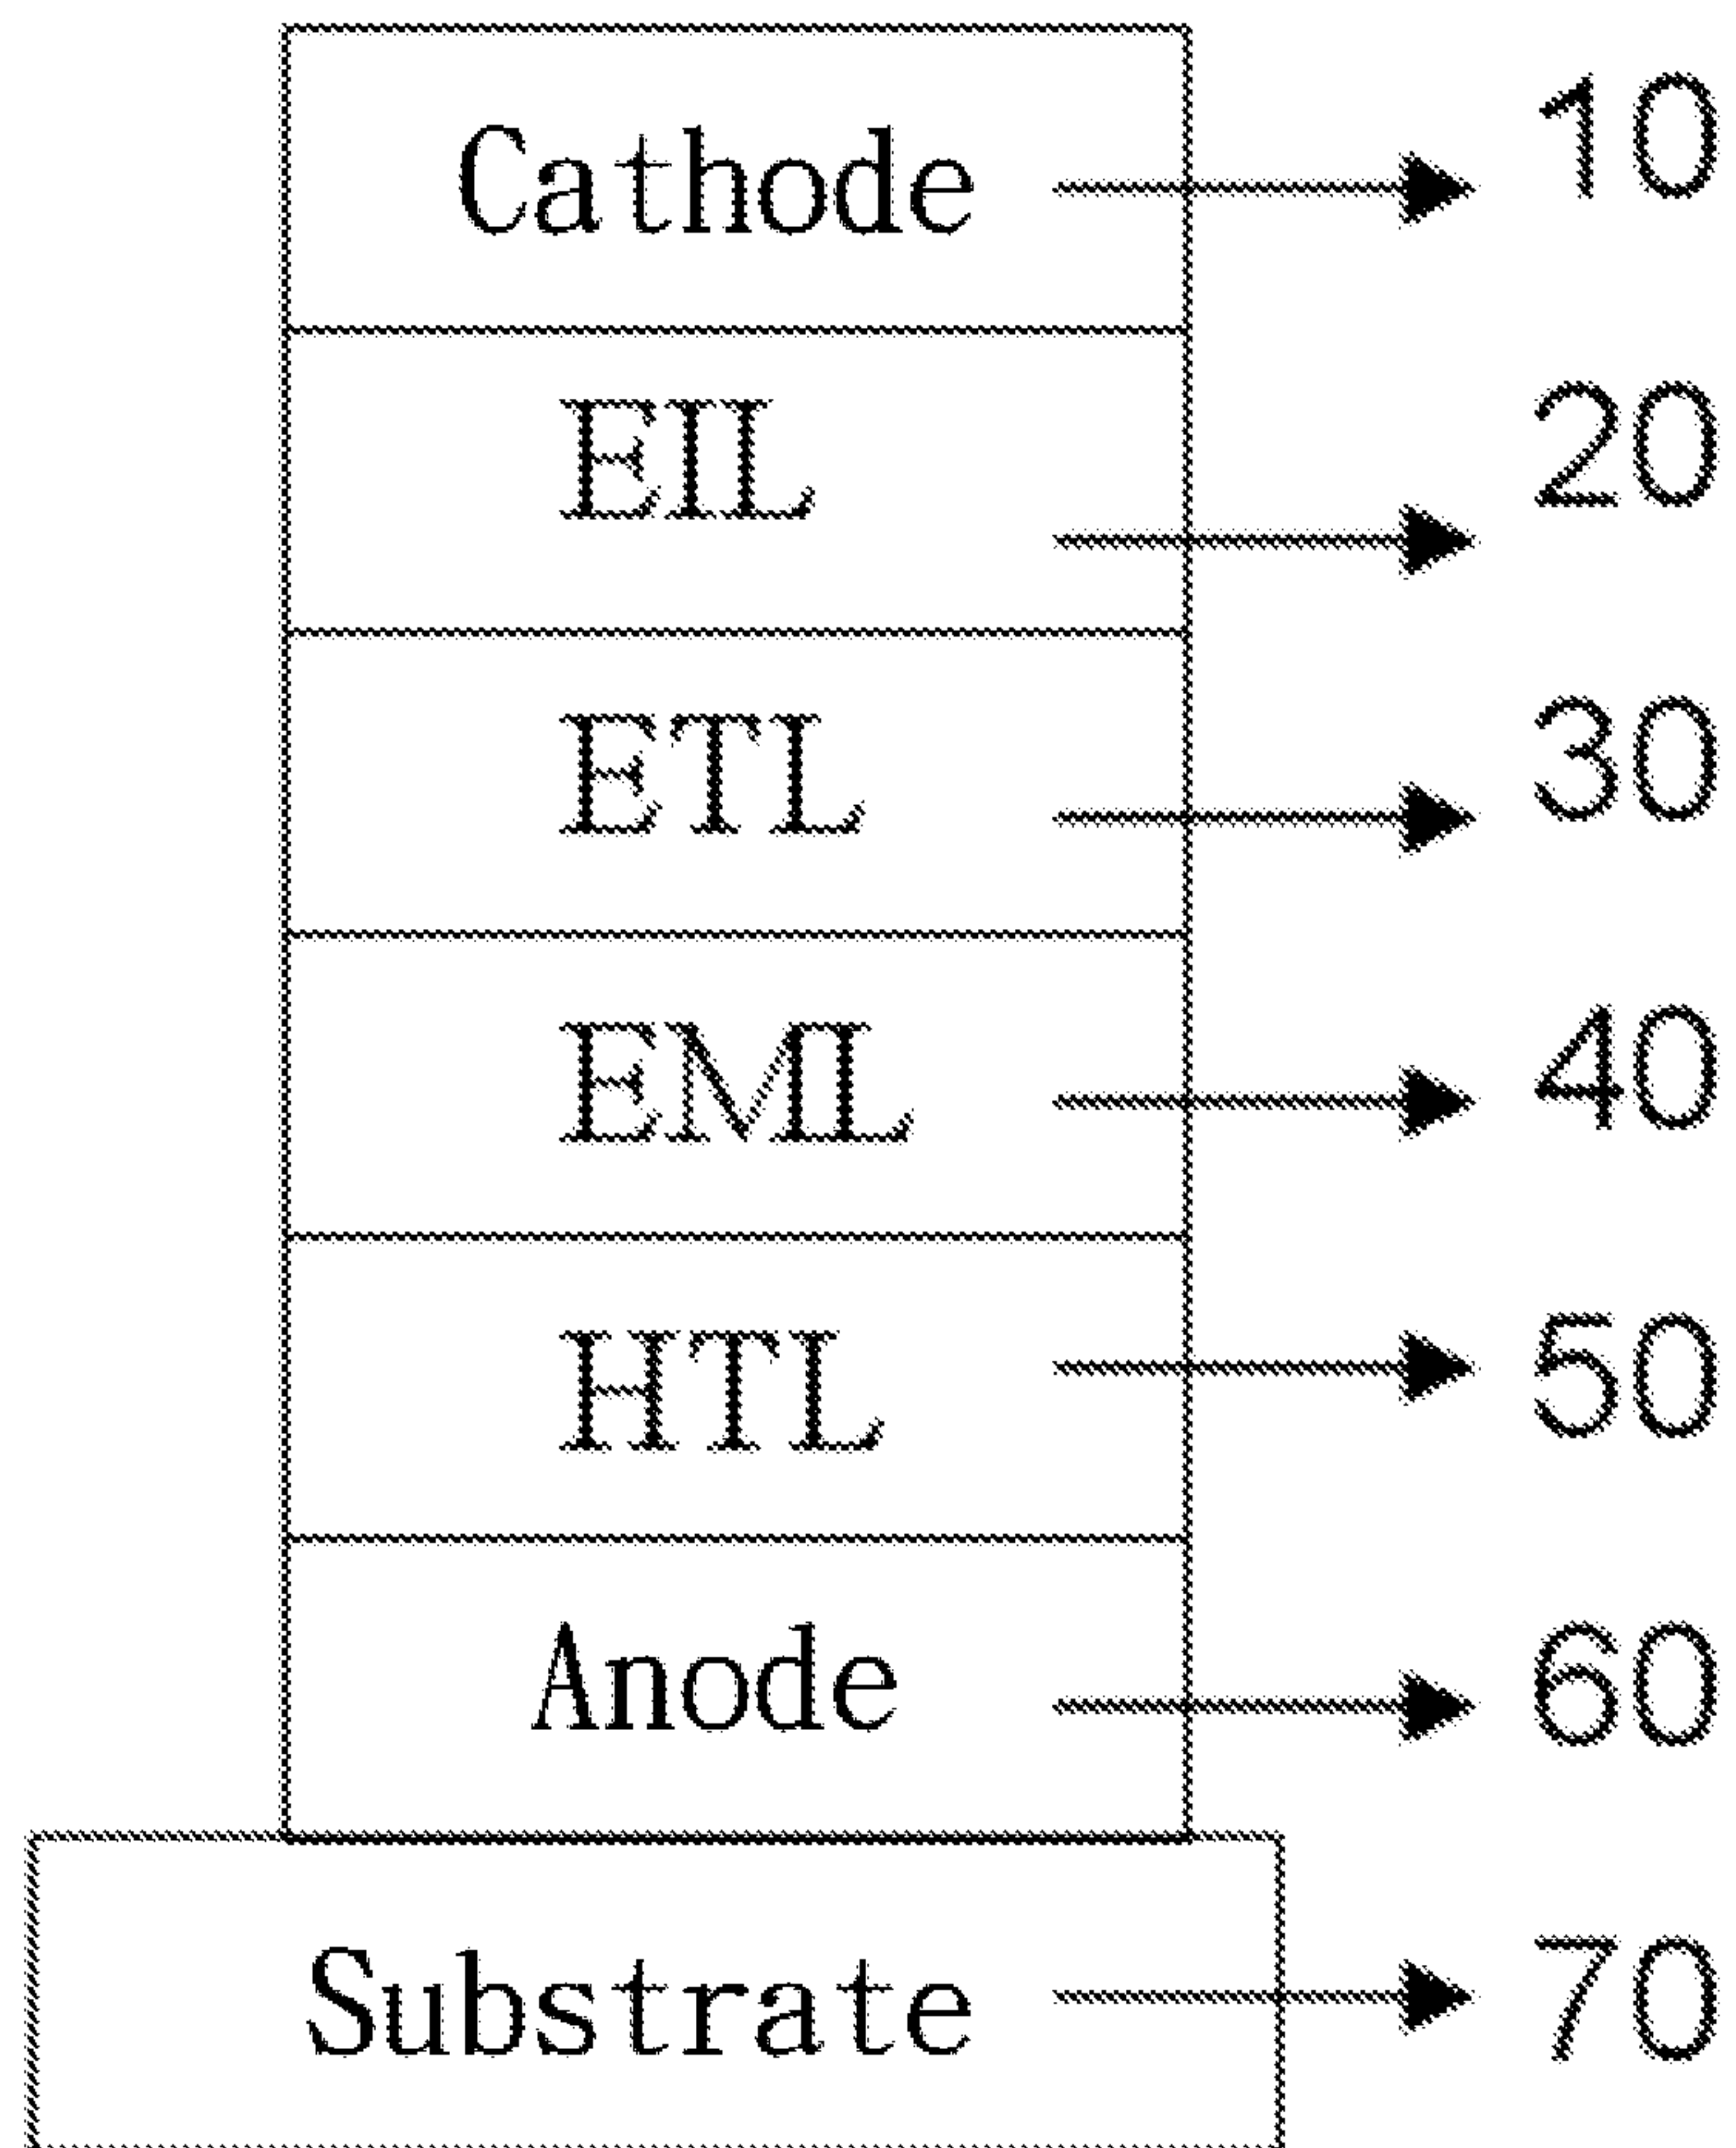 Cathode 10
EIL 20
ETL 30
EML 40
HTL 50
Anode 60
Substrate 70